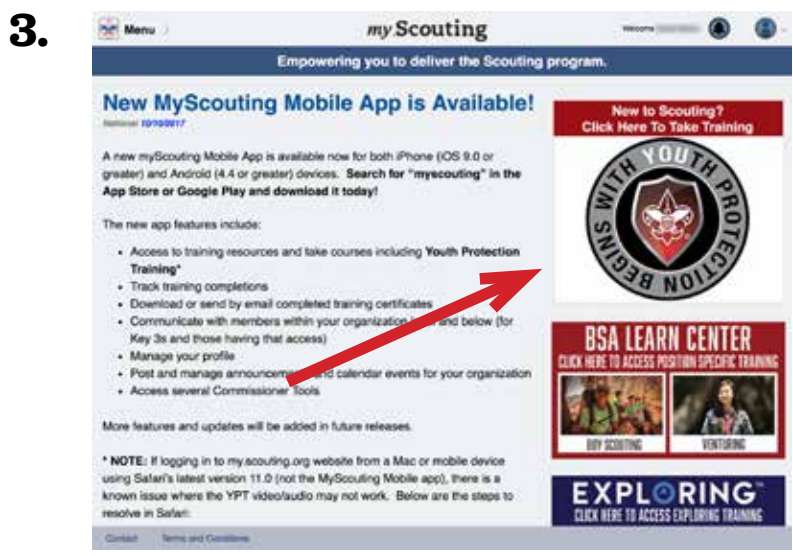 3.
Menu
my.Scouting
Welcome
Empowering you to deliver the Scouting program.
New MyScouting Mobile App is Available!
National 10/10/2017
A new myScouting Mobile App is available now for both iPhone (iOS 9.0 or
greater) and Android (4.4 or greater) devices. Search for "myscouting" in the
App Store or Google Play and download it today!
The new app features include:
• Access to training resources and take courses including Youth Protection
Training*
• Track training completions
• Download or send by email completed training certificates
• Communicate with members within your organization and below (for
Key 3s and those having that access)
• Manage your profile
• Post and manage announcements and calendar events for your organization
• Access several Commissioner Tools
More features and updates will be added in future releases.
* NOTE: If logging in to my.scouting.org website from a Mac or mobile device
using Safari's latest version 11.0 (not the MyScouting Mobile app), there is a
known issue where the YPT video/audio may not work. Below are the steps to
resolve in Safari:
New to Scouting?
Click Here To Take Training
BEGINS WITH YOUTH PROTECTION
BSA LEARN CENTER
CLICK HERE TO ACCESS POSITION SPECIFIC TRAINING
BOY SCOUTING
VENTURING
EXPLORING™
CLICK HERE TO ACCESS EXPLORING TRAINING
Contact
Terms and Conditions